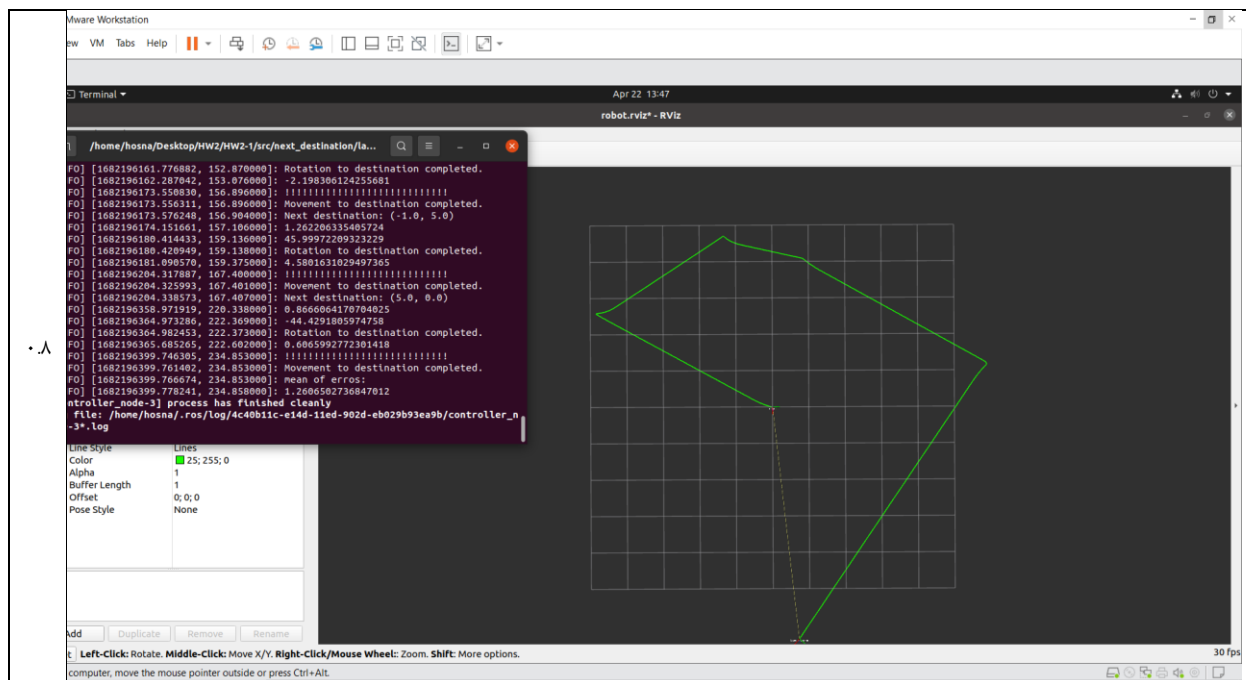 Mware Workstation
ew VM Tabs Help
Terminal
Apr 22 13:47
robot.rviz* - RViz
/home/hosna/Desktop/HW2/HW2-1/src/next_destination/la...
FO] [1682196161.776882, 152.870000]: Rotation to destination completed.
FO] [1682196162.287042, 153.076000]: -2.198306124255681
FO] [1682196173.550830, 156.896000]: !!!!!!!!!!!!!!!!!!!!!!!!!!!!
FO] [1682196173.556311, 156.896000]: Movement to destination completed.
FO] [1682196173.576248, 156.904000]: Next destination: (-1.0, 5.0)
FO] [1682196174.151661, 157.106000]: 1.262206335405724
FO] [1682196180.414433, 159.136000]: 45.99972209323229
FO] [1682196180.420949, 159.138000]: Rotation to destination completed.
FO] [1682196181.090570, 159.375000]: 4.5801631029497365
FO] [1682196204.317887, 167.400000]: !!!!!!!!!!!!!!!!!!!!!!!!!!!!
FO] [1682196204.325993, 167.401000]: Movement to destination completed.
FO] [1682196204.338573, 167.407000]: Next destination: (5.0, 0.0)
FO] [1682196358.971919, 220.338000]: 0.8666064170704025
FO] [1682196364.973286, 222.369000]: -44.4291805974758
FO] [1682196364.982453, 222.373000]: Rotation to destination completed.
FO] [1682196365.685265, 222.602000]: 0.6065992772301418
FO] [1682196399.746305, 234.853000]: !!!!!!!!!!!!!!!!!!!!!!!!!!!!
FO] [1682196399.761402, 234.853000]: Movement to destination completed.
FO] [1682196399.766674, 234.853000]: mean of erros:
FO] [1682196399.778241, 234.858000]: 1.2606502736847012
ntroller_node-3] process has finished cleanly
file: /home/hosna/.ros/log/4c40b11c-e14d-11ed-902d-eb029b93ea9b/controller_n
-3*.log
۰.۸
Line Style Lines
Color 25; 255; 0
Alpha 1
Buffer Length 1
Offset 0; 0; 0
Pose Style None
Add Duplicate Remove Rename
t Left-Click: Rotate. Middle-Click: Move X/Y. Right-Click/Mouse Wheel:: Zoom. Shift: More options.
30 fps
computer, move the mouse pointer outside or press Ctrl+Alt.